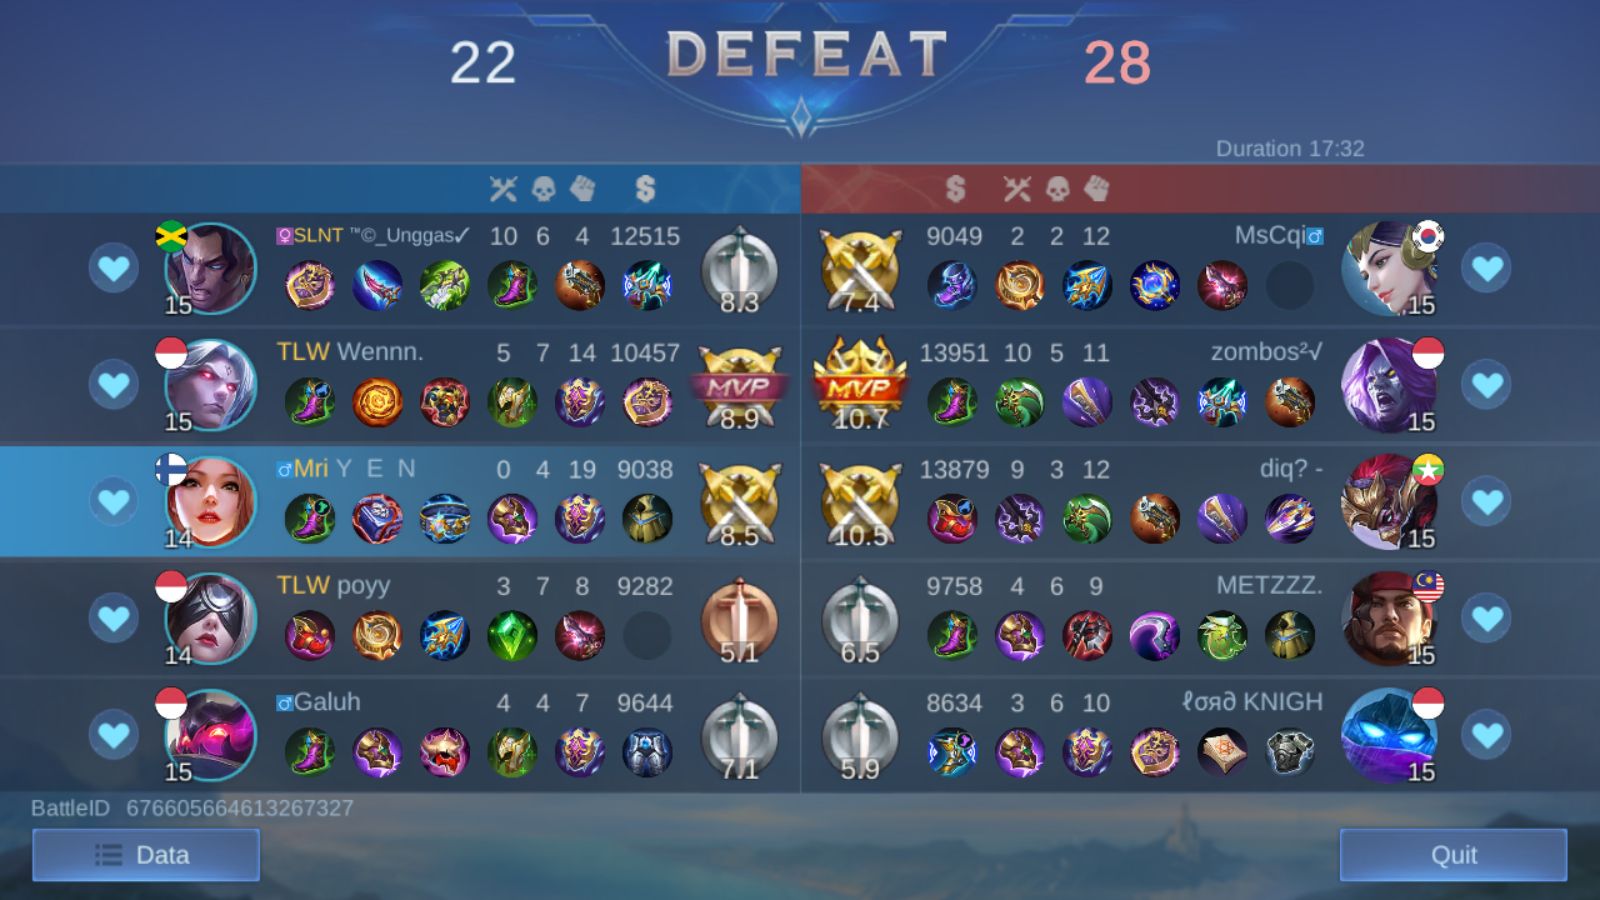 22 DEFEAT 28
Duration 17:32
SLNT ™©_Unggas✓ 10 6 4 12515
15 8.3
9049 2 2 12 MsCqi
7.4 15
TLW Wennn. 5 7 14 10457
15 MVP 8.9
13951 10 5 11 zombos²√
MVP 10.7 15
Mri Y E N 0 4 19 9038
14 8.5
13879 9 3 12 diq? -
10.5 15
TLW poyy 3 7 8 9282
14 5.1
9758 4 6 9 METZZZ.
6.5 15
Galuh 4 4 7 9644
15 7.1
8634 3 6 10 ℓσя∂ KNIGH
5.9 15
BattleID 676605664613267327
Data Quit